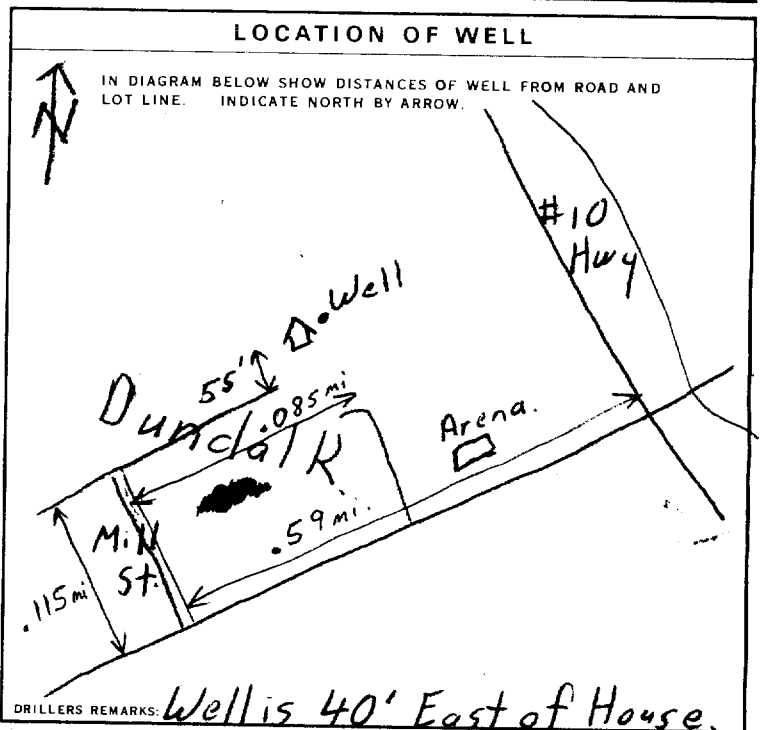 LOCATION OF WELL
IN DIAGRAM BELOW SHOW DISTANCES OF WELL FROM ROAD AND
LOT LINE. INDICATE NORTH BY ARROW.
N
#10
Hwy
.Well
55'
.085 mi
Dundalk
Arena.
.59 mi.
Mill
St.
.115 mi
DRILLERS REMARKS: Well is 40' East of House.